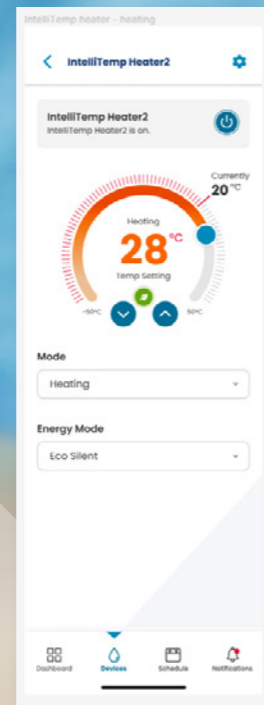 IntelliTemp heater - heating
IntelliTemp Heater2
IntelliTemp Heater2
IntelliTemp Heater2 is on.
Currently
20°C
Heating
28°C
Temp Setting
-50°C
50°C
Mode
Heating
Energy Mode
Eco Silent
Dashboard
Devices
Schedule
Notifications